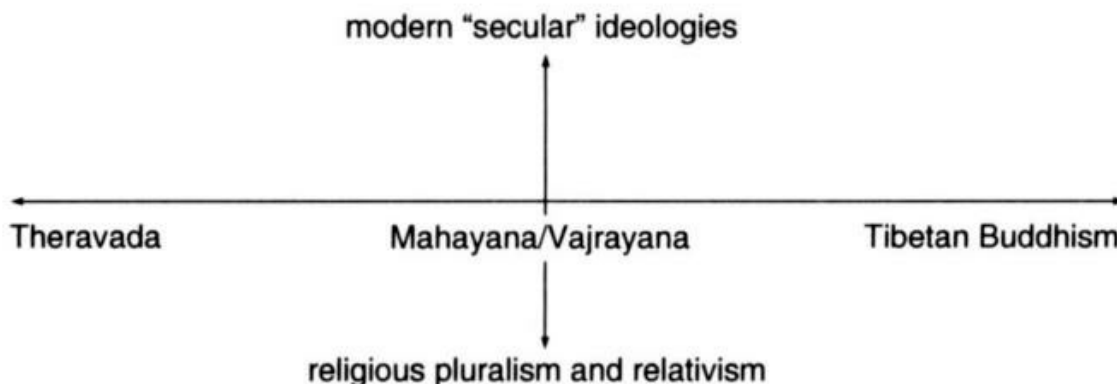 modern “secular” ideologies
Theravada Mahayana/Vajrayana Tibetan Buddhism
religious pluralism and relativism